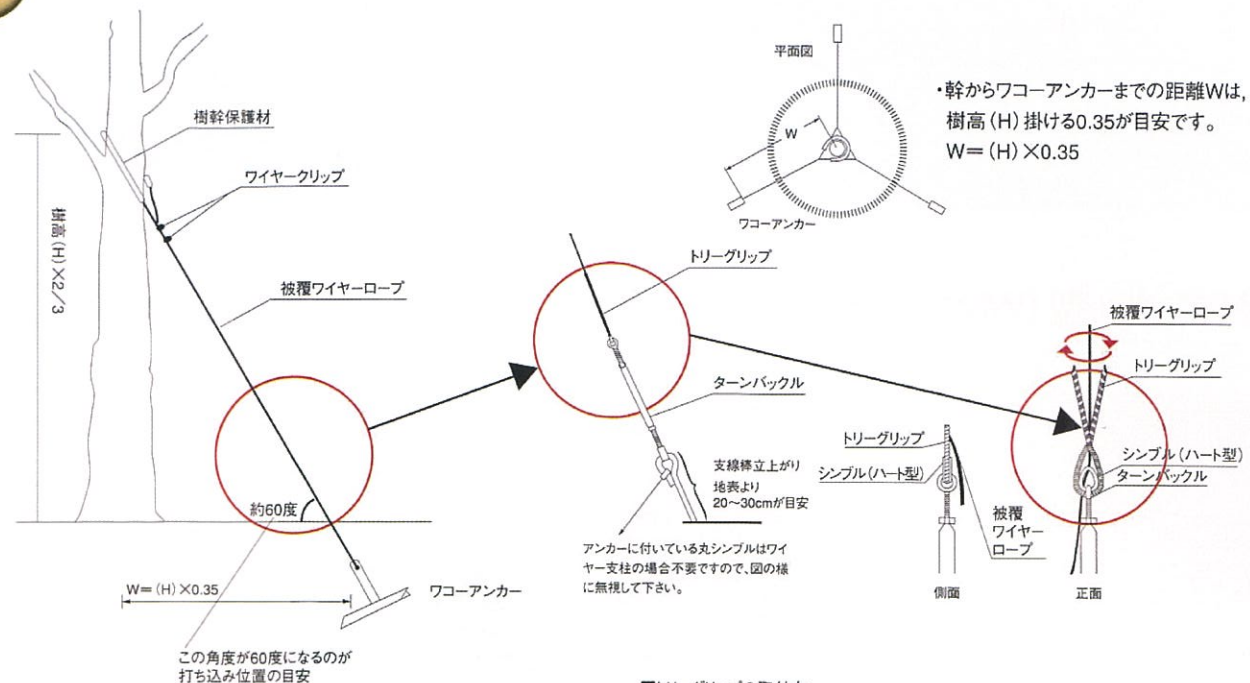 平面図
・幹からワコーアンカーまでの距離Wは,
樹高(H)掛ける0.35が目安です。
W=(H)×0.35
W
ワコーアンカー
樹幹保護材
ワイヤークリップ
樹高(H)×2/3
被覆ワイヤーロープ
約60度
W=(H)×0.35
ワコーアンカー
この角度が60度になるのが
打ち込み位置の目安
トリーグリップ
ターンバックル
支線棒立上がり
地表より
20〜30cmが目安
アンカーに付いている丸シンブルはワイ
ヤー支柱の場合不要ですので、図の様
に無視して下さい。
トリーグリップ
シンブル(ハート型)
被覆
ワイヤー
ロープ
側面
被覆ワイヤーロープ
トリーグリップ
シンブル(ハート型)
ターンバックル
正面